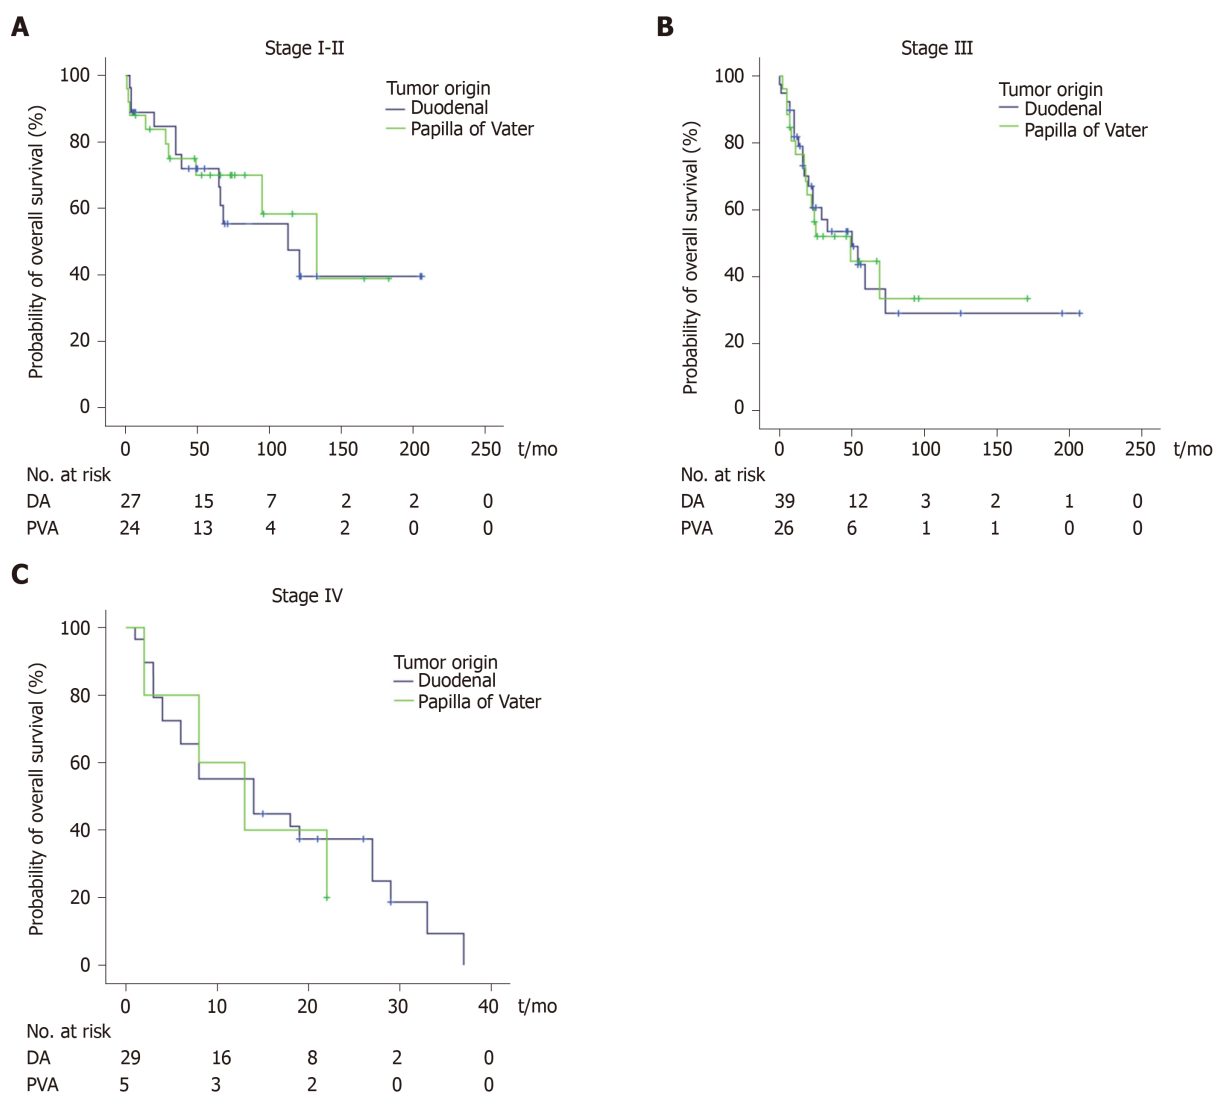 A
Stage I-II
Probability of overall survival (%)
100
80
60
40
20
0
Tumor origin
Duodenal
Papilla of Vater
0 50 100 150 200 250 t/mo
No. at risk
DA 27 15 7 2 2 0
PVA 24 13 4 2 0 0
B
Stage III
Probability of overall survival (%)
100
80
60
40
20
0
Tumor origin
Duodenal
Papilla of Vater
0 50 100 150 200 250 t/mo
No. at risk
DA 39 12 3 2 1 0
PVA 26 6 1 1 0 0
C
Stage IV
Probability of overall survival (%)
100
80
60
40
20
0
Tumor origin
Duodenal
Papilla of Vater
0 10 20 30 40 t/mo
No. at risk
DA 29 16 8 2 0
PVA 5 3 2 0 0